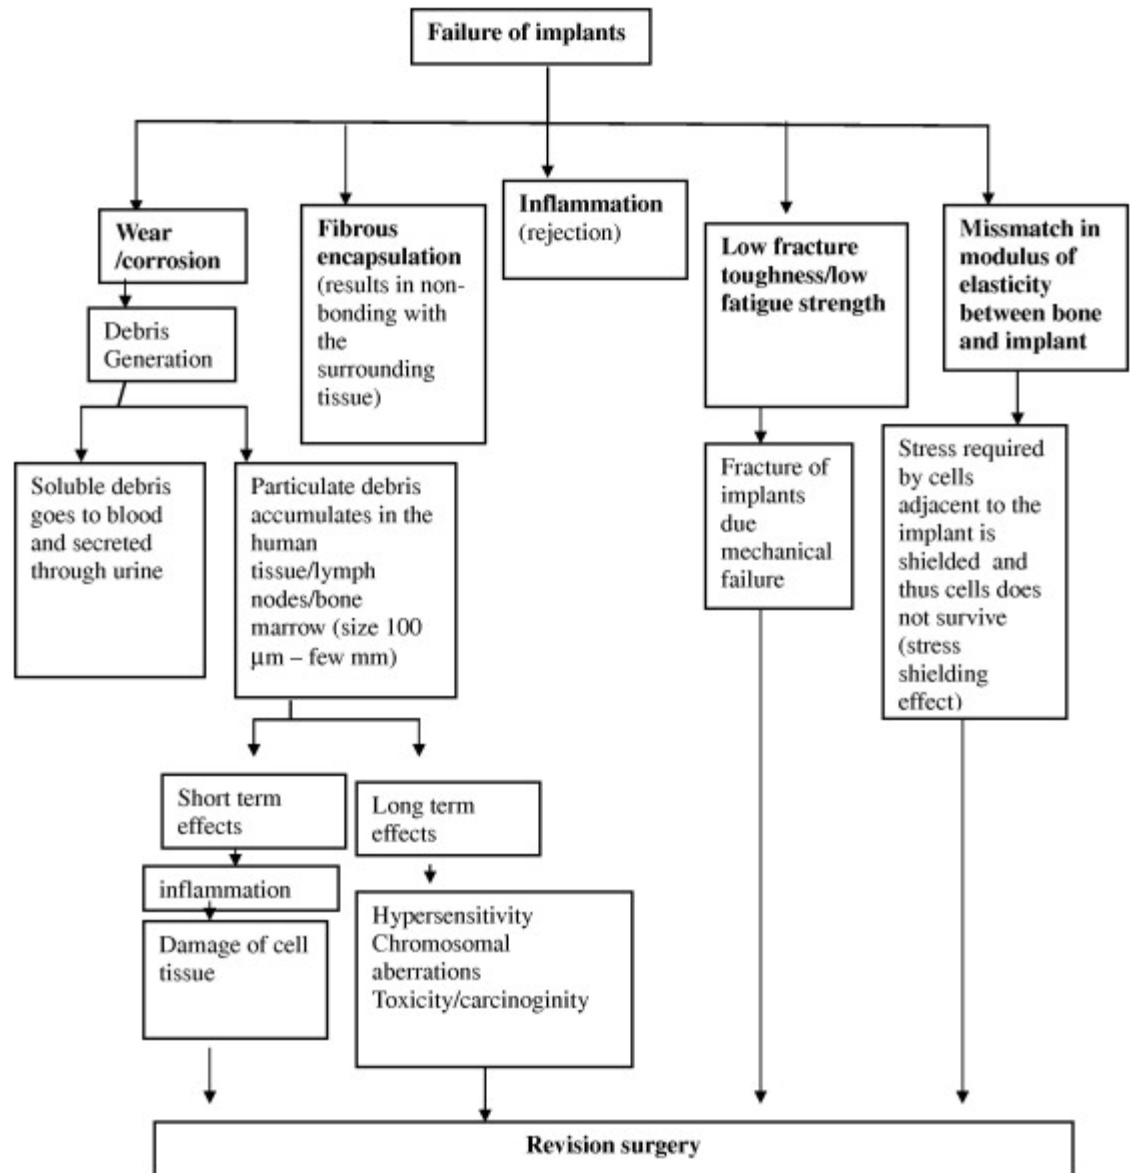 Failure of implants
Wear
/corrosion
Fibrous
encapsulation
(results in non-
bonding with
the
surrounding
tissue)
Inflammation
(rejection)
Low fracture
toughness/low
fatigue strength
Missmatch in
modulus of
elasticity
between bone
and implant
Debris
Generation
Soluble debris
goes to blood
and secreted
through urine
Particulate debris
accumulates in the
human
tissue/lymph
nodes/bone
marrow (size 100
μm – few mm)
Fracture of
implants
due
mechanical
failure
Stress required
by cells
adjacent to the
implant is
shielded and
thus cells does
not survive
(stress
shielding
effect)
Short term
effects
Long term
effects
inflammation
Damage of cell
tissue
Hypersensitivity
Chromosomal
aberrations
Toxicity/carcinoginity
Revision surgery